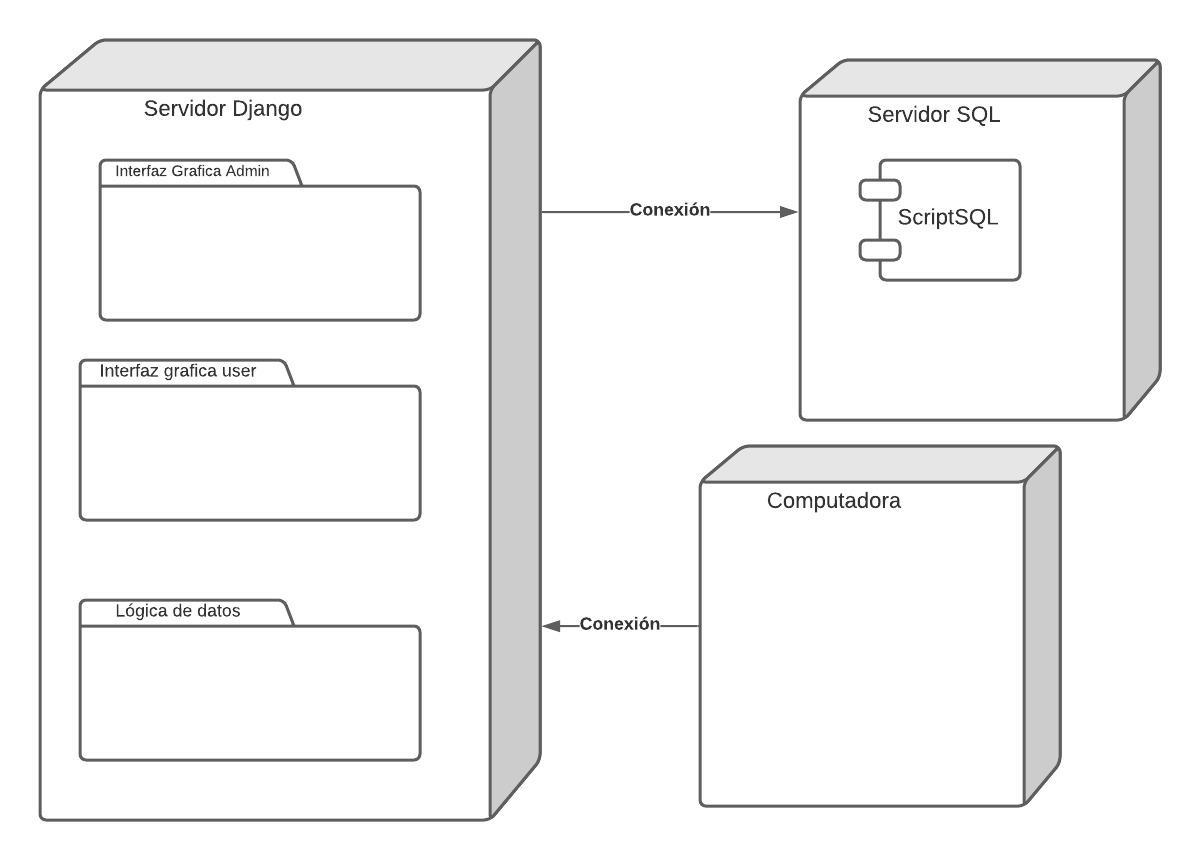 Servidor Django
Interfaz Grafica Admin
Interfaz grafica user
Lógica de datos
Conexión
Servidor SQL
ScriptSQL
Conexión
Computadora